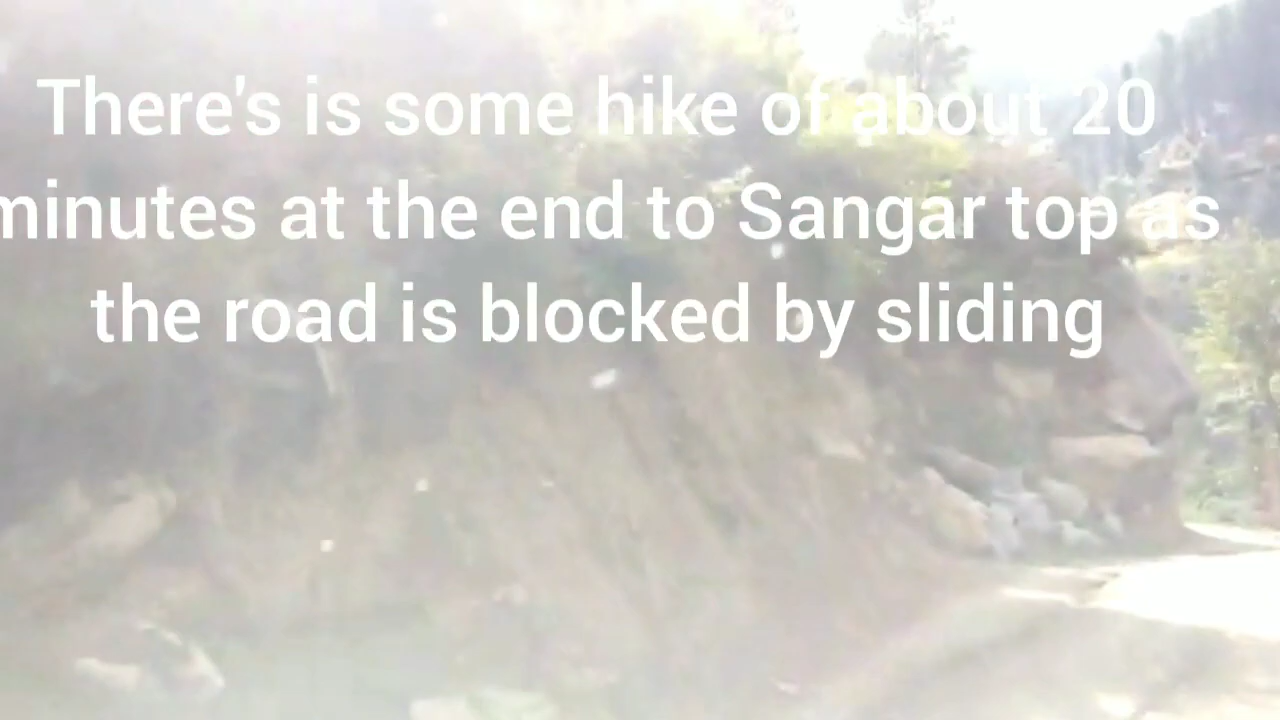 There's is some hike of about 20
minutes at the end to Sangar top as
the road is blocked by sliding